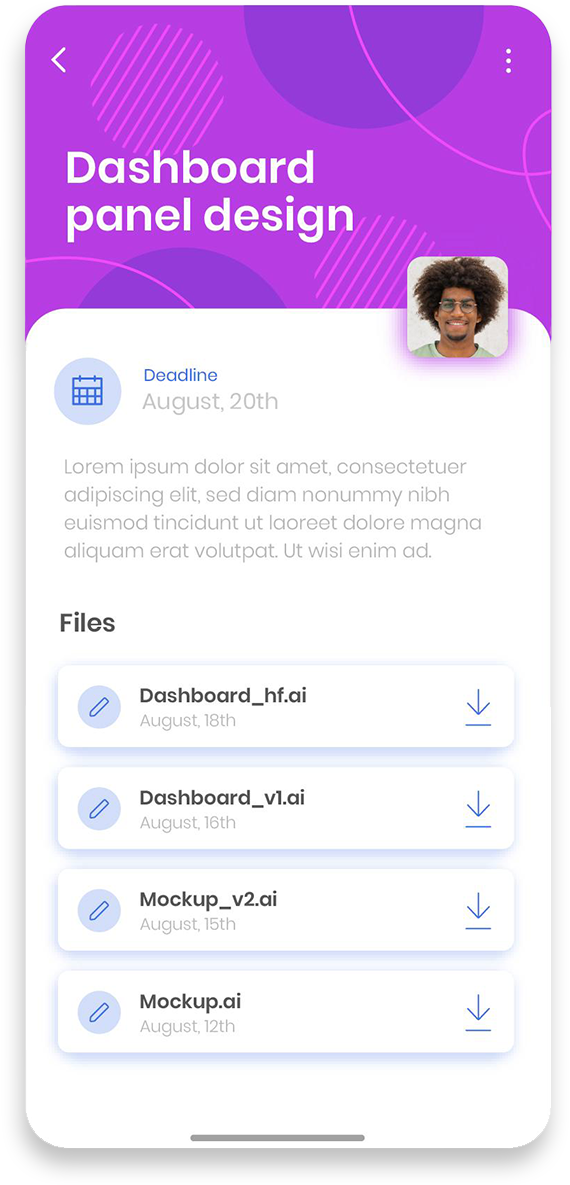 Dashboard
panel design
Deadline
August, 20th
Lorem ipsum dolor sit amet, consectetuer
adipiscing elit, sed diam nonummy nibh
euismod tincidunt ut laoreet dolore magna
aliquam erat volutpat. Ut wisi enim ad.
Files
Dashboard_hf.ai
August, 18th
Dashboard_v1.ai
August, 16th
Mockup_v2.ai
August, 15th
Mockup.ai
August, 12th